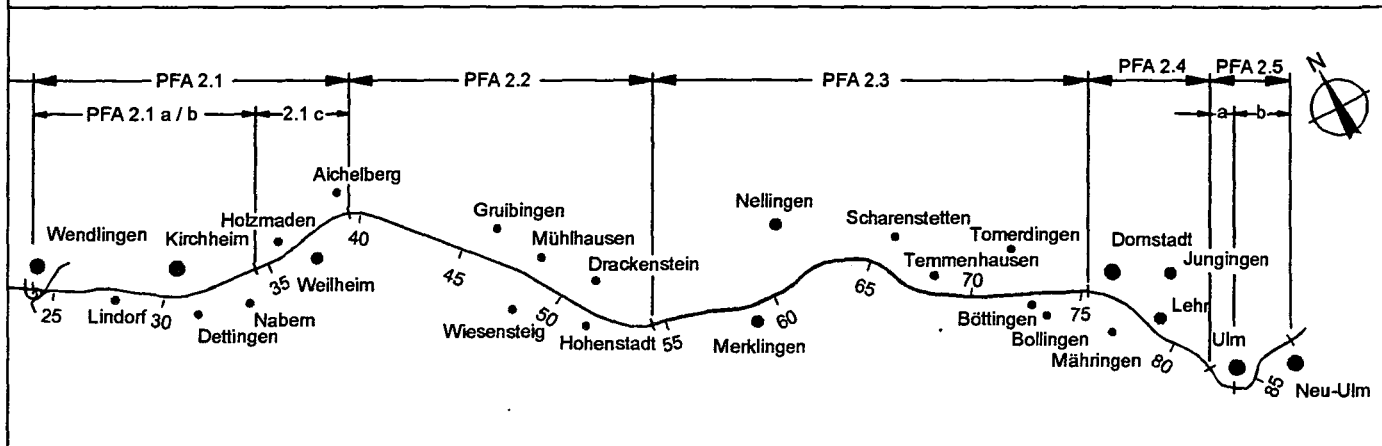 PFA 2.1 PFA 2.2 PFA 2.3 PFA 2.4 PFA 2.5
N
PFA 2.1 a / b 2.1 c a b
Aichelberg
Wendlingen
Kirchheim
Holzmaden
Weilheim
Lindorf
Dettingen
Nabern
25
30
35
40
Gruibingen
Mühlhausen
Drackenstein
Wiesensteig
Hohenstadt
45
50
55
Nellingen
Merklingen
60
Scharenstetten
Temmenhausen
Tomerdingen
65
70
75
Böttingen
Bollingen
Mähringen
Dornstadt
Jungingen
Lehr
Ulm
80
85
Neu-Ulm